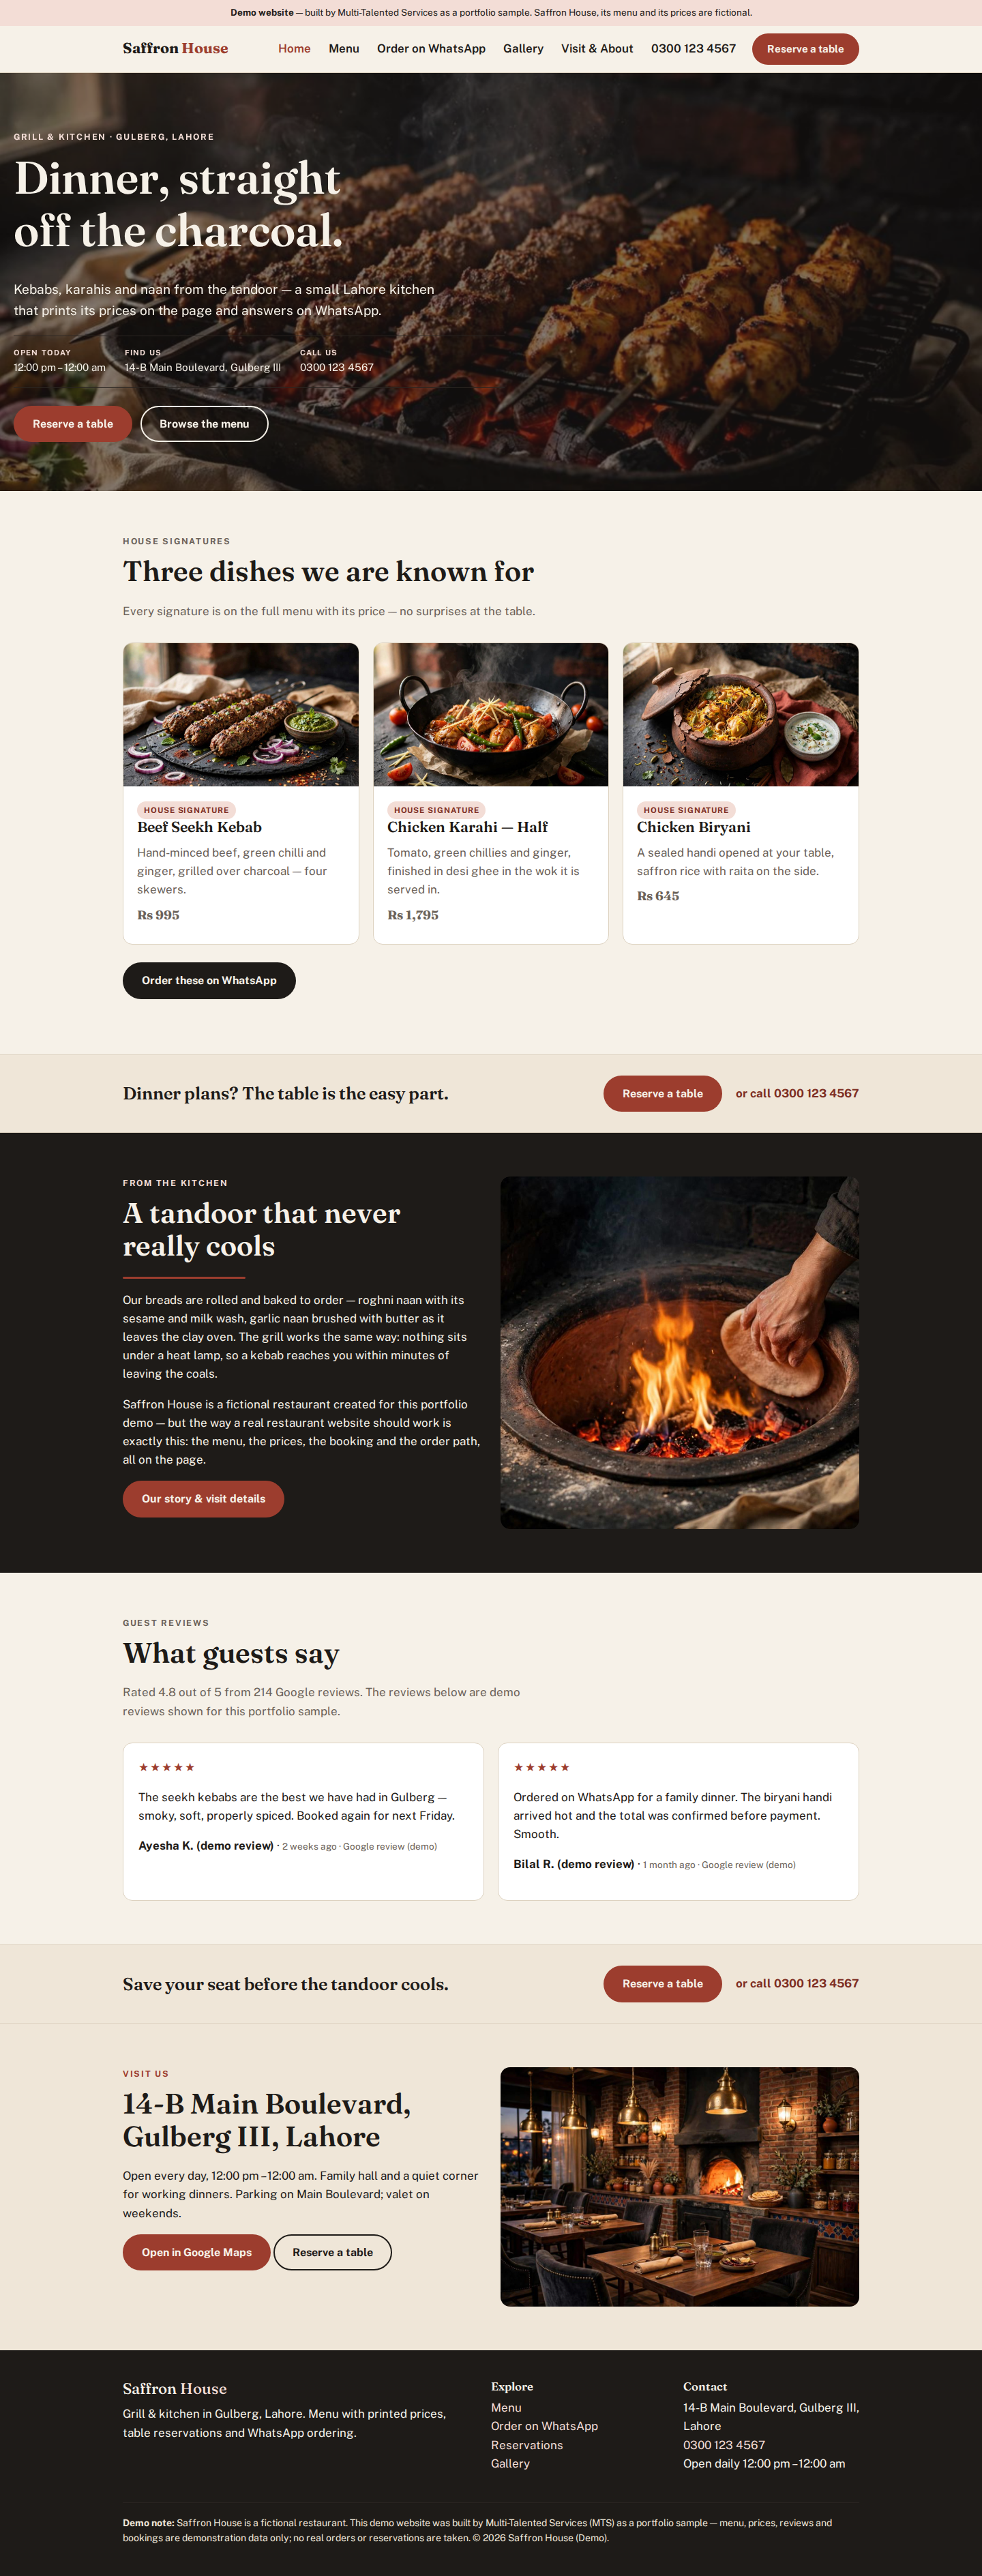 Demo website — built by Multi-Talented Services as a portfolio sample. Saffron House, its menu and its prices are fictional.
Saffron House
Home
Menu
Order on WhatsApp
Gallery
Visit & About
0300 123 4567
Reserve a table
GRILL & KITCHEN · GULBERG, LAHORE
Dinner, straight
off the charcoal.
Kebabs, karahis and naan from the tandoor — a small Lahore kitchen
that prints its prices on the page and answers on WhatsApp.
OPEN TODAY
12:00 pm – 12:00 am
FIND US
14-B Main Boulevard, Gulberg III
CALL US
0300 123 4567
Reserve a table
Browse the menu
HOUSE SIGNATURES
Three dishes we are known for
Every signature is on the full menu with its price — no surprises at the table.
HOUSE SIGNATURE
Beef Seekh Kebab
Hand-minced beef, green chilli and
ginger, grilled over charcoal — four
skewers.
Rs 995
HOUSE SIGNATURE
Chicken Karahi — Half
Tomato, green chillies and ginger,
finished in desi ghee in the wok it is
served in.
Rs 1,795
HOUSE SIGNATURE
Chicken Biryani
A sealed handi opened at your table,
saffron rice with raita on the side.
Rs 645
Order these on WhatsApp
Dinner plans? The table is the easy part.
Reserve a table
or call 0300 123 4567
FROM THE KITCHEN
A tandoor that never
really cools
Our breads are rolled and baked to order — roghni naan with its
sesame and milk wash, garlic naan brushed with butter as it
leaves the clay oven. The grill works the same way: nothing sits
under a heat lamp, so a kebab reaches you within minutes of
leaving the coals.
Saffron House is a fictional restaurant created for this portfolio
demo — but the way a real restaurant website should work is
exactly this: the menu, the prices, the booking and the order path,
all on the page.
Our story & visit details
GUEST REVIEWS
What guests say
Rated 4.8 out of 5 from 214 Google reviews. The reviews below are demo
reviews shown for this portfolio sample.
★★★★★
The seekh kebabs are the best we have had in Gulberg —
smoky, soft, properly spiced. Booked again for next Friday.
Ayesha K. (demo review) · 2 weeks ago · Google review (demo)
★★★★★
Ordered on WhatsApp for a family dinner. The biryani handi
arrived hot and the total was confirmed before payment.
Smooth.
Bilal R. (demo review) · 1 month ago · Google review (demo)
Save your seat before the tandoor cools.
Reserve a table
or call 0300 123 4567
VISIT US
14-B Main Boulevard,
Gulberg III, Lahore
Open every day, 12:00 pm – 12:00 am. Family hall and a quiet corner
for working dinners. Parking on Main Boulevard; valet on
weekends.
Open in Google Maps
Reserve a table
Saffron House
Grill & kitchen in Gulberg, Lahore. Menu with printed prices,
table reservations and WhatsApp ordering.
Explore
Menu
Order on WhatsApp
Reservations
Gallery
Contact
14-B Main Boulevard, Gulberg III,
Lahore
0300 123 4567
Open daily 12:00 pm – 12:00 am
Demo note: Saffron House is a fictional restaurant. This demo website was built by Multi-Talented Services (MTS) as a portfolio sample — menu, prices, reviews and
bookings are demonstration data only; no real orders or reservations are taken. © 2026 Saffron House (Demo).